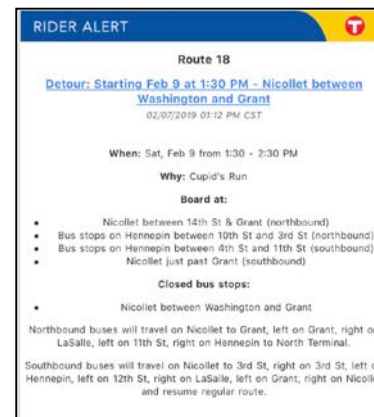 RIDER ALERT
T
Route 18
Detour: Starting Feb 9 at 1:30 PM - Nicollet between
Washington and Grant
02/07/2019 01:12 PM CST
When: Sat, Feb 9 from 1:30 - 2:30 PM
Why: Cupid's Run
Board at:
• Nicollet between 14th St & Grant (northbound)
• Bus stops on Hennepin between 10th St and 3rd St (northbound)
• Bus stops on Hennepin between 4th St and 11th St (southbound)
• Nicollet just past Grant (southbound)
Closed bus stops:
• Nicollet between Washington and Grant
Northbound buses will travel on Nicollet to Grant, left on Grant, right o
LaSalle, left on 11th St, right on Hennepin to North Terminal.
Southbound buses will travel on Nicollet to 3rd St, right on 3rd St, left
Hennepin, left on 12th St, right on LaSalle, left on Grant, right on Nicoll
and resume regular route.